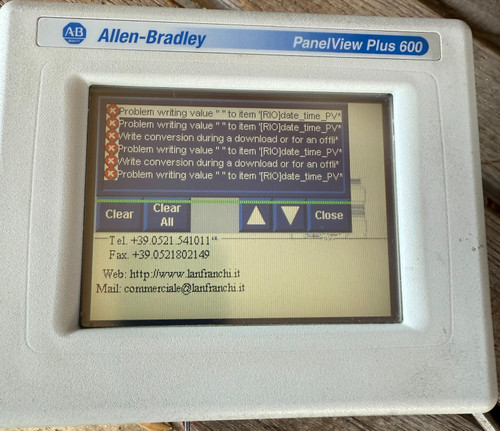 AB Allen-Bradley
PanelView Plus 600
Problem writing value " " to item '[RIO]date_time_PV*
Problem writing value " " to item '[RIO]date_time_PV*
Write conversion during a download or for an offli*
Problem writing value " " to item '[RIO]date_time_PV*
Write conversion during a download or for an offli*
Problem writing value " " to item '[RIO]date_time_PV*
Clear
Clear All
Close
Tel. +39.0521.541011
Fax. +39.0521802149
Web: http://www.lanfranchi.it
Mail: commerciale@lanfranchi.it